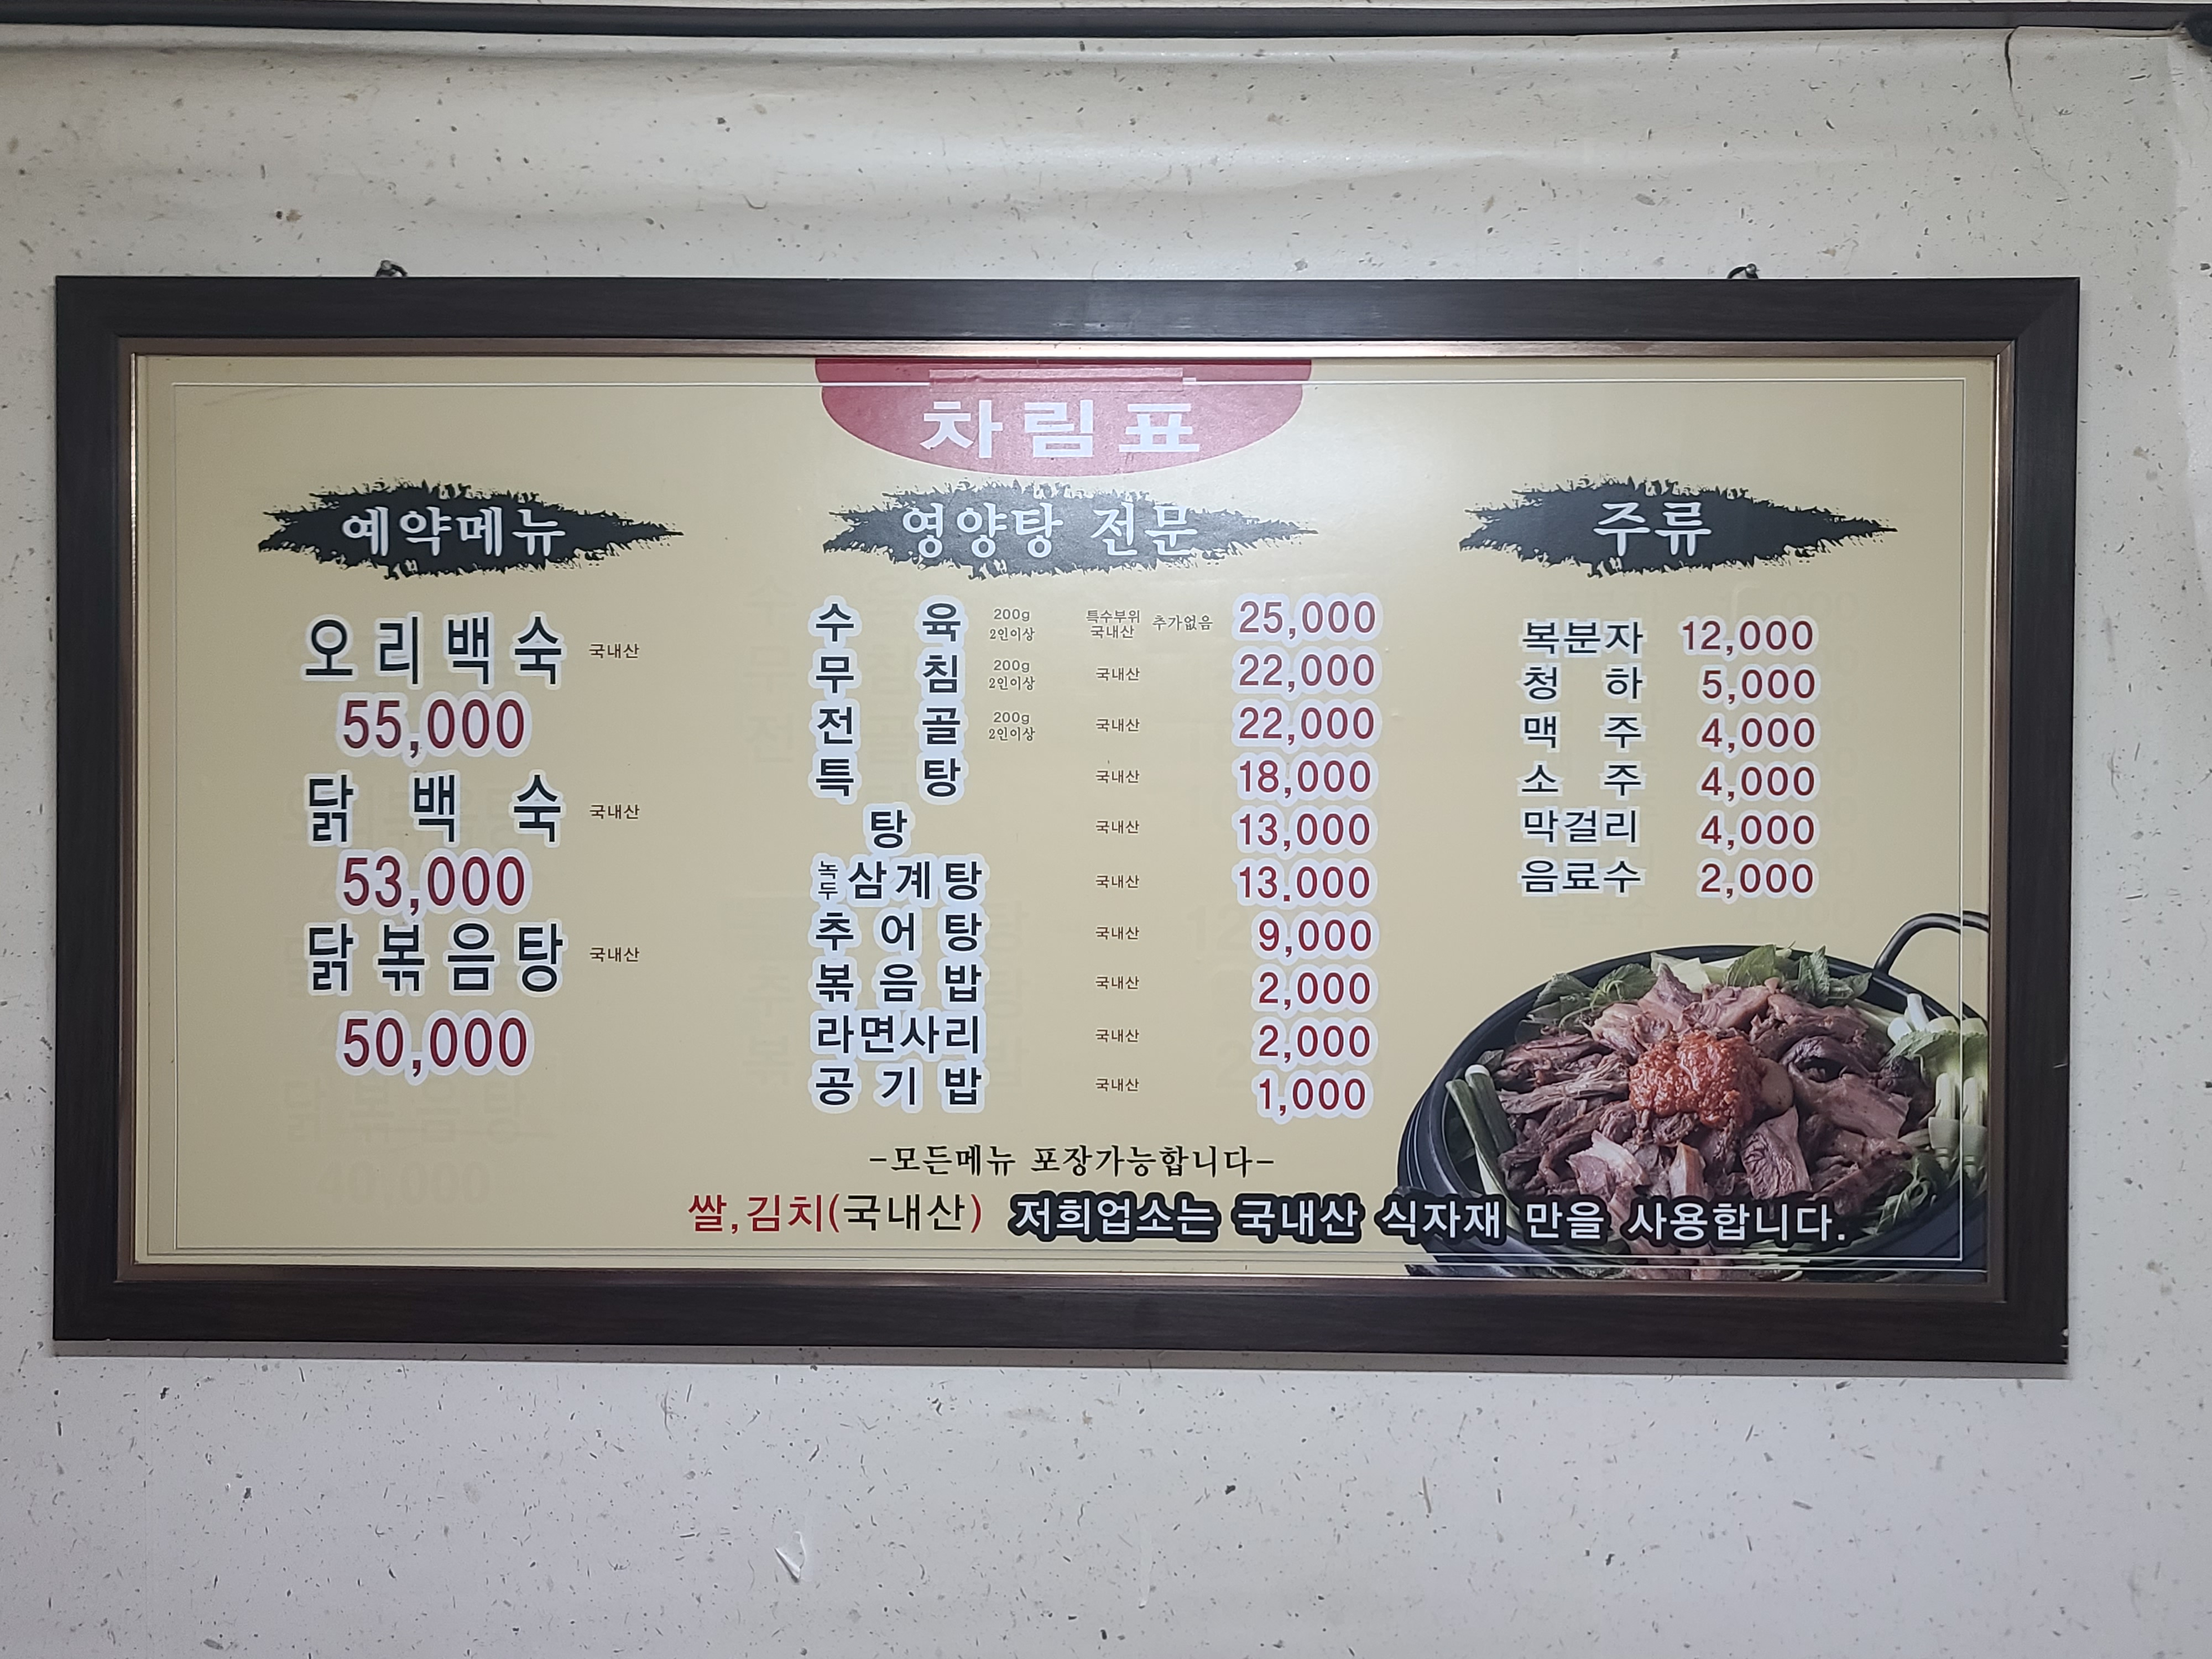 차림표
예약메뉴
오리백숙 국내산
55,000
닭백숙 국내산
53,000
닭볶음탕 국내산
50,000
영양탕 전문
수육 200g 2인이상 특수부위 국내산 추가없음 25,000
무침 200g 2인이상 국내산 22,000
전골 200g 2인이상 국내산 22,000
특탕 국내산 18,000
탕 국내산 13,000
녹두 삼계탕 국내산 13.000
추어탕 국내산 9,000
볶음밥 국내산 2,000
라면사리 국내산 2,000
공기밥 국내산 1,000
주류
복분자 12,000
청하 5,000
맥주 4,000
소주 4,000
막걸리 4,000
음료수 2,000
-모든메뉴 포장가능합니다-
쌀,김치(국내산) 저희업소는 국내산 식자재 만을 사용합니다.